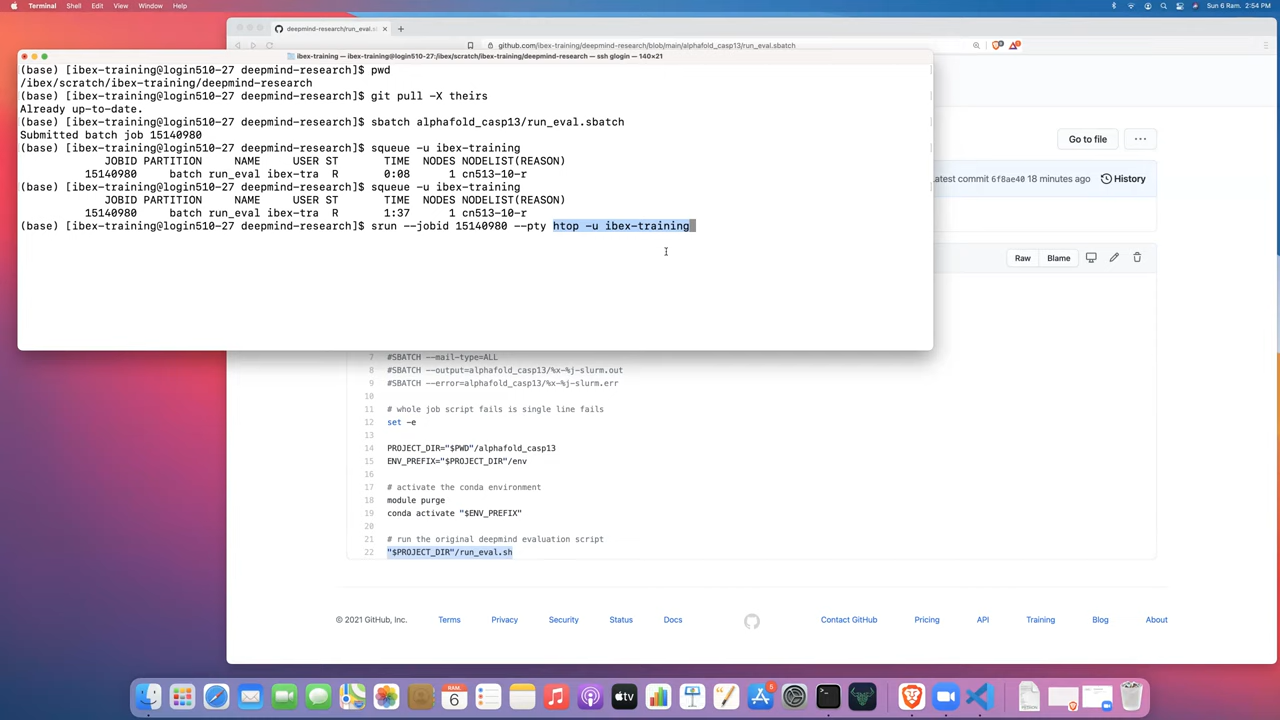 Terminal Shell Edit View Window Help
Sun 6 Ram. 2:54 PM
deepmind-research/run_eval.s
github.com/ibex-training/deepmind-research/blob/main/alphafold_casp13/run_eval.sbatch
ibex-training — ibex-training@login510-27:/ibex/scratch/ibex-training/deepmind-research — ssh glogin — 140×21
(base) [ibex-training@login510-27 deepmind-research]$ pwd
/ibex/scratch/ibex-training/deepmind-research
(base) [ibex-training@login510-27 deepmind-research]$ git pull -X theirs
Already up-to-date.
(base) [ibex-training@login510-27 deepmind-research]$ sbatch alphafold_casp13/run_eval.sbatch
Submitted batch job 15140980
(base) [ibex-training@login510-27 deepmind-research]$ squeue -u ibex-training
JOBID PARTITION NAME USER ST TIME NODES NODELIST(REASON)
15140980 batch run_eval ibex-tra R 0:08 1 cn513-10-r
(base) [ibex-training@login510-27 deepmind-research]$ squeue -u ibex-training
JOBID PARTITION NAME USER ST TIME NODES NODELIST(REASON)
15140980 batch run_eval ibex-tra R 1:37 1 cn513-10-r
(base) [ibex-training@login510-27 deepmind-research]$ srun --jobid 15140980 --pty htop -u ibex-training
Go to file
atest commit 6f8ae40 18 minutes ago History
Raw Blame
7 #SBATCH --mail-type=ALL
8 #SBATCH --output=alphafold_casp13/%x-%j-slurm.out
9 #SBATCH --error=alphafold_casp13/%x-%j-slurm.err
10
11 # whole job script fails is single line fails
12 set -e
13
14 PROJECT_DIR="$PWD"/alphafold_casp13
15 ENV_PREFIX="$PROJECT_DIR"/env
16
17 # activate the conda environment
18 module purge
19 conda activate "$ENV_PREFIX"
20
21 # run the original deepmind evaluation script
22 "$PROJECT_DIR"/run_eval.sh
© 2021 GitHub, Inc. Terms Privacy Security Status Docs Contact GitHub Pricing API Training Blog About
RAM.
6
tv
5